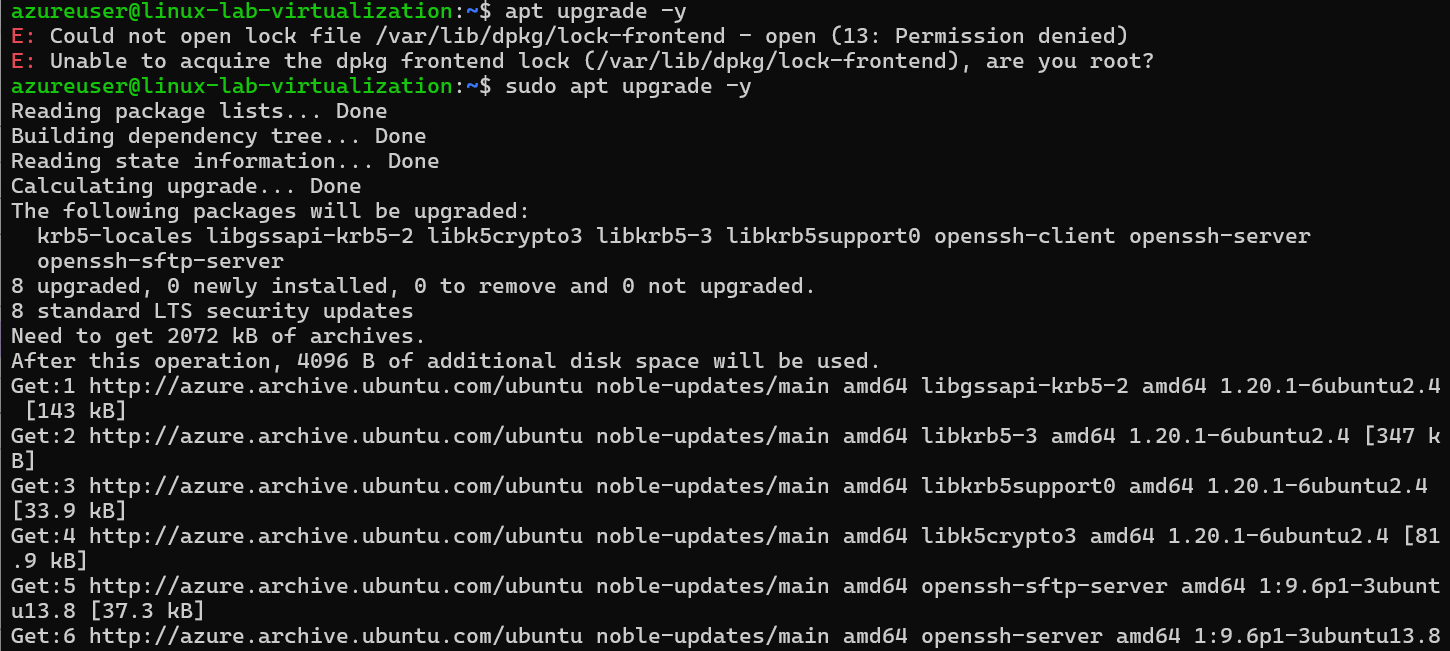 azureuser@linux-lab-virtualization:~$ apt upgrade -y
E: Could not open lock file /var/lib/dpkg/lock-frontend - open (13: Permission denied)
E: Unable to acquire the dpkg frontend lock (/var/lib/dpkg/lock-frontend), are you root?
azureuser@linux-lab-virtualization:~$ sudo apt upgrade -y
Reading package lists... Done
Building dependency tree... Done
Reading state information... Done
Calculating upgrade... Done
The following packages will be upgraded:
  krb5-locales libgssapi-krb5-2 libk5crypto3 libkrb5-3 libkrb5support0 openssh-client openssh-server
  openssh-sftp-server
8 upgraded, 0 newly installed, 0 to remove and 0 not upgraded.
8 standard LTS security updates
Need to get 2072 kB of archives.
After this operation, 4096 B of additional disk space will be used.
Get:1 http://azure.archive.ubuntu.com/ubuntu noble-updates/main amd64 libgssapi-krb5-2 amd64 1.20.1-6ubuntu2.4
 [143 kB]
Get:2 http://azure.archive.ubuntu.com/ubuntu noble-updates/main amd64 libkrb5-3 amd64 1.20.1-6ubuntu2.4 [347 k
B]
Get:3 http://azure.archive.ubuntu.com/ubuntu noble-updates/main amd64 libkrb5support0 amd64 1.20.1-6ubuntu2.4
[33.9 kB]
Get:4 http://azure.archive.ubuntu.com/ubuntu noble-updates/main amd64 libk5crypto3 amd64 1.20.1-6ubuntu2.4 [81
.9 kB]
Get:5 http://azure.archive.ubuntu.com/ubuntu noble-updates/main amd64 openssh-sftp-server amd64 1:9.6p1-3ubunt
u13.8 [37.3 kB]
Get:6 http://azure.archive.ubuntu.com/ubuntu noble-updates/main amd64 openssh-server amd64 1:9.6p1-3ubuntu13.8